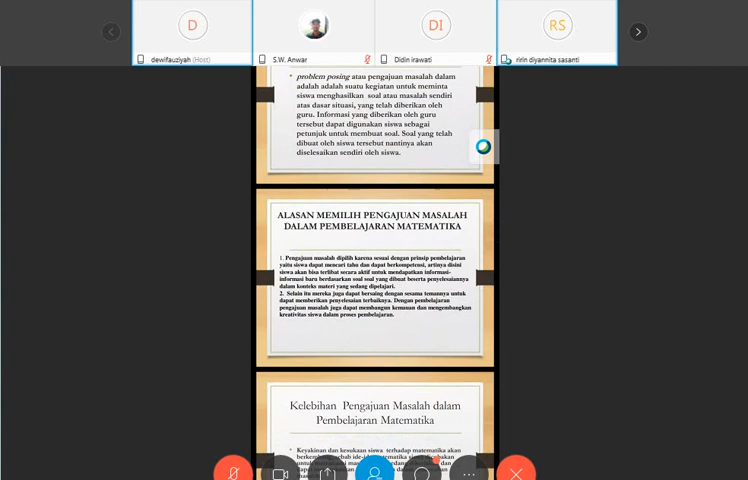 D
DI
RS
dewifauziyah (Host)
S.W. Anwar
Didin irawati
ririn diyannita sasanti
• problem posing atau pengajuan masalah dalam
adalah adalah suatu kegiatan untuk meminta
siswa menghasilkan soal atau masalah sendiri
atas dasar situasi, yang telah diberikan oleh
guru. Informasi yang diberikan oleh guru
tersebut dapat digunakan siswa sebagai
petunjuk untuk membuat soal. Soal yang telah
dibuat oleh siswa tersebut nantinya akan
diselesaikan sendiri oleh siswa.
ALASAN MEMILIH PENGAJUAN MASALAH
DALAM PEMBELAJARAN MATEMATIKA
1. Pengajuan masalah dipilih karena sesuai dengan prinsip pembelajaran
yaitu siswa dapat mencari tahu dan dapat berkompetensi, artinya disini
siswa akan bisa terlibat secara aktif untuk mendapatkan informasi-
informasi baru berdasarkan soal soal yang dibuat beserta penyelesaiannya
dalam konteks materi yang sedang dipelajari.
2. Selain itu mereka juga dapat bersaing dengan sesama temannya untuk
dapat memberikan penyelesaian terbaiknya. Dengan pembelajaran
pengajuan masalah juga dapat membangun kemauan dan mengembangkan
kreativitas siswa dalam proses pembelajaran.
Kelebihan Pengajuan Masalah dalam
Pembelajaran Matematika
• Keyakinan dan kesukaan siswa terhadap matematika akan